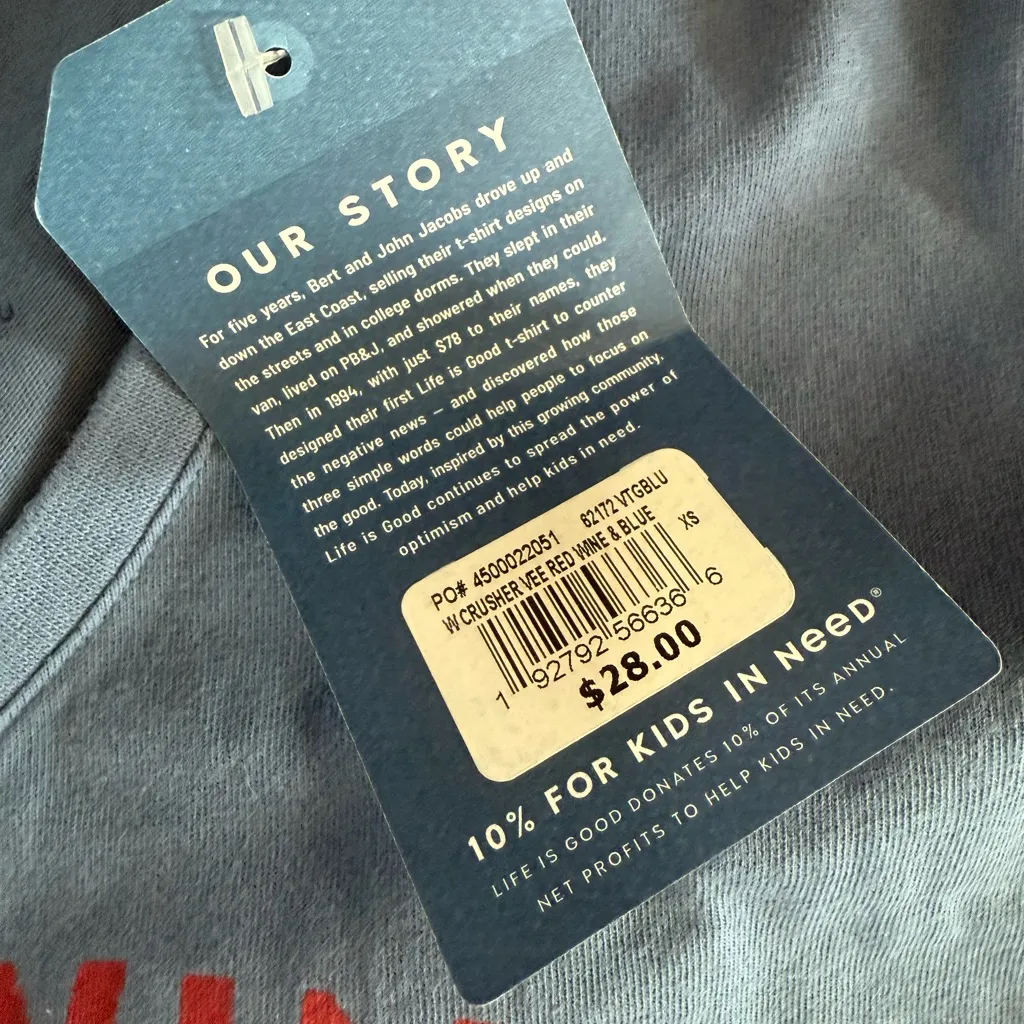 OUR STORY
For five years, Bert and John Jacobs drove up and
down the East Coast, selling their t-shirt designs on
the streets and in college dorms. They slept in their
van, lived on PB&J, and showered when they could.
Then in 1994, with just $78 to their names, they
designed their first Life is Good t-shirt to counter
the negative news — and discovered how those
three simple words could help people to focus on
the good. Today, inspired by this growing community,
Life is Good continues to spread the power of
optimism and help kids in need.
PO# 4500022051 62172 VTGBLU
W CRUSHER VEE RED WINE & BLUE XS
1 92792 56636 6
$28.00
10% FOR KIDS IN NeeD®
LIFE IS GOOD DONATES 10% OF ITS ANNUAL
NET PROFITS TO HELP KIDS IN NEED.